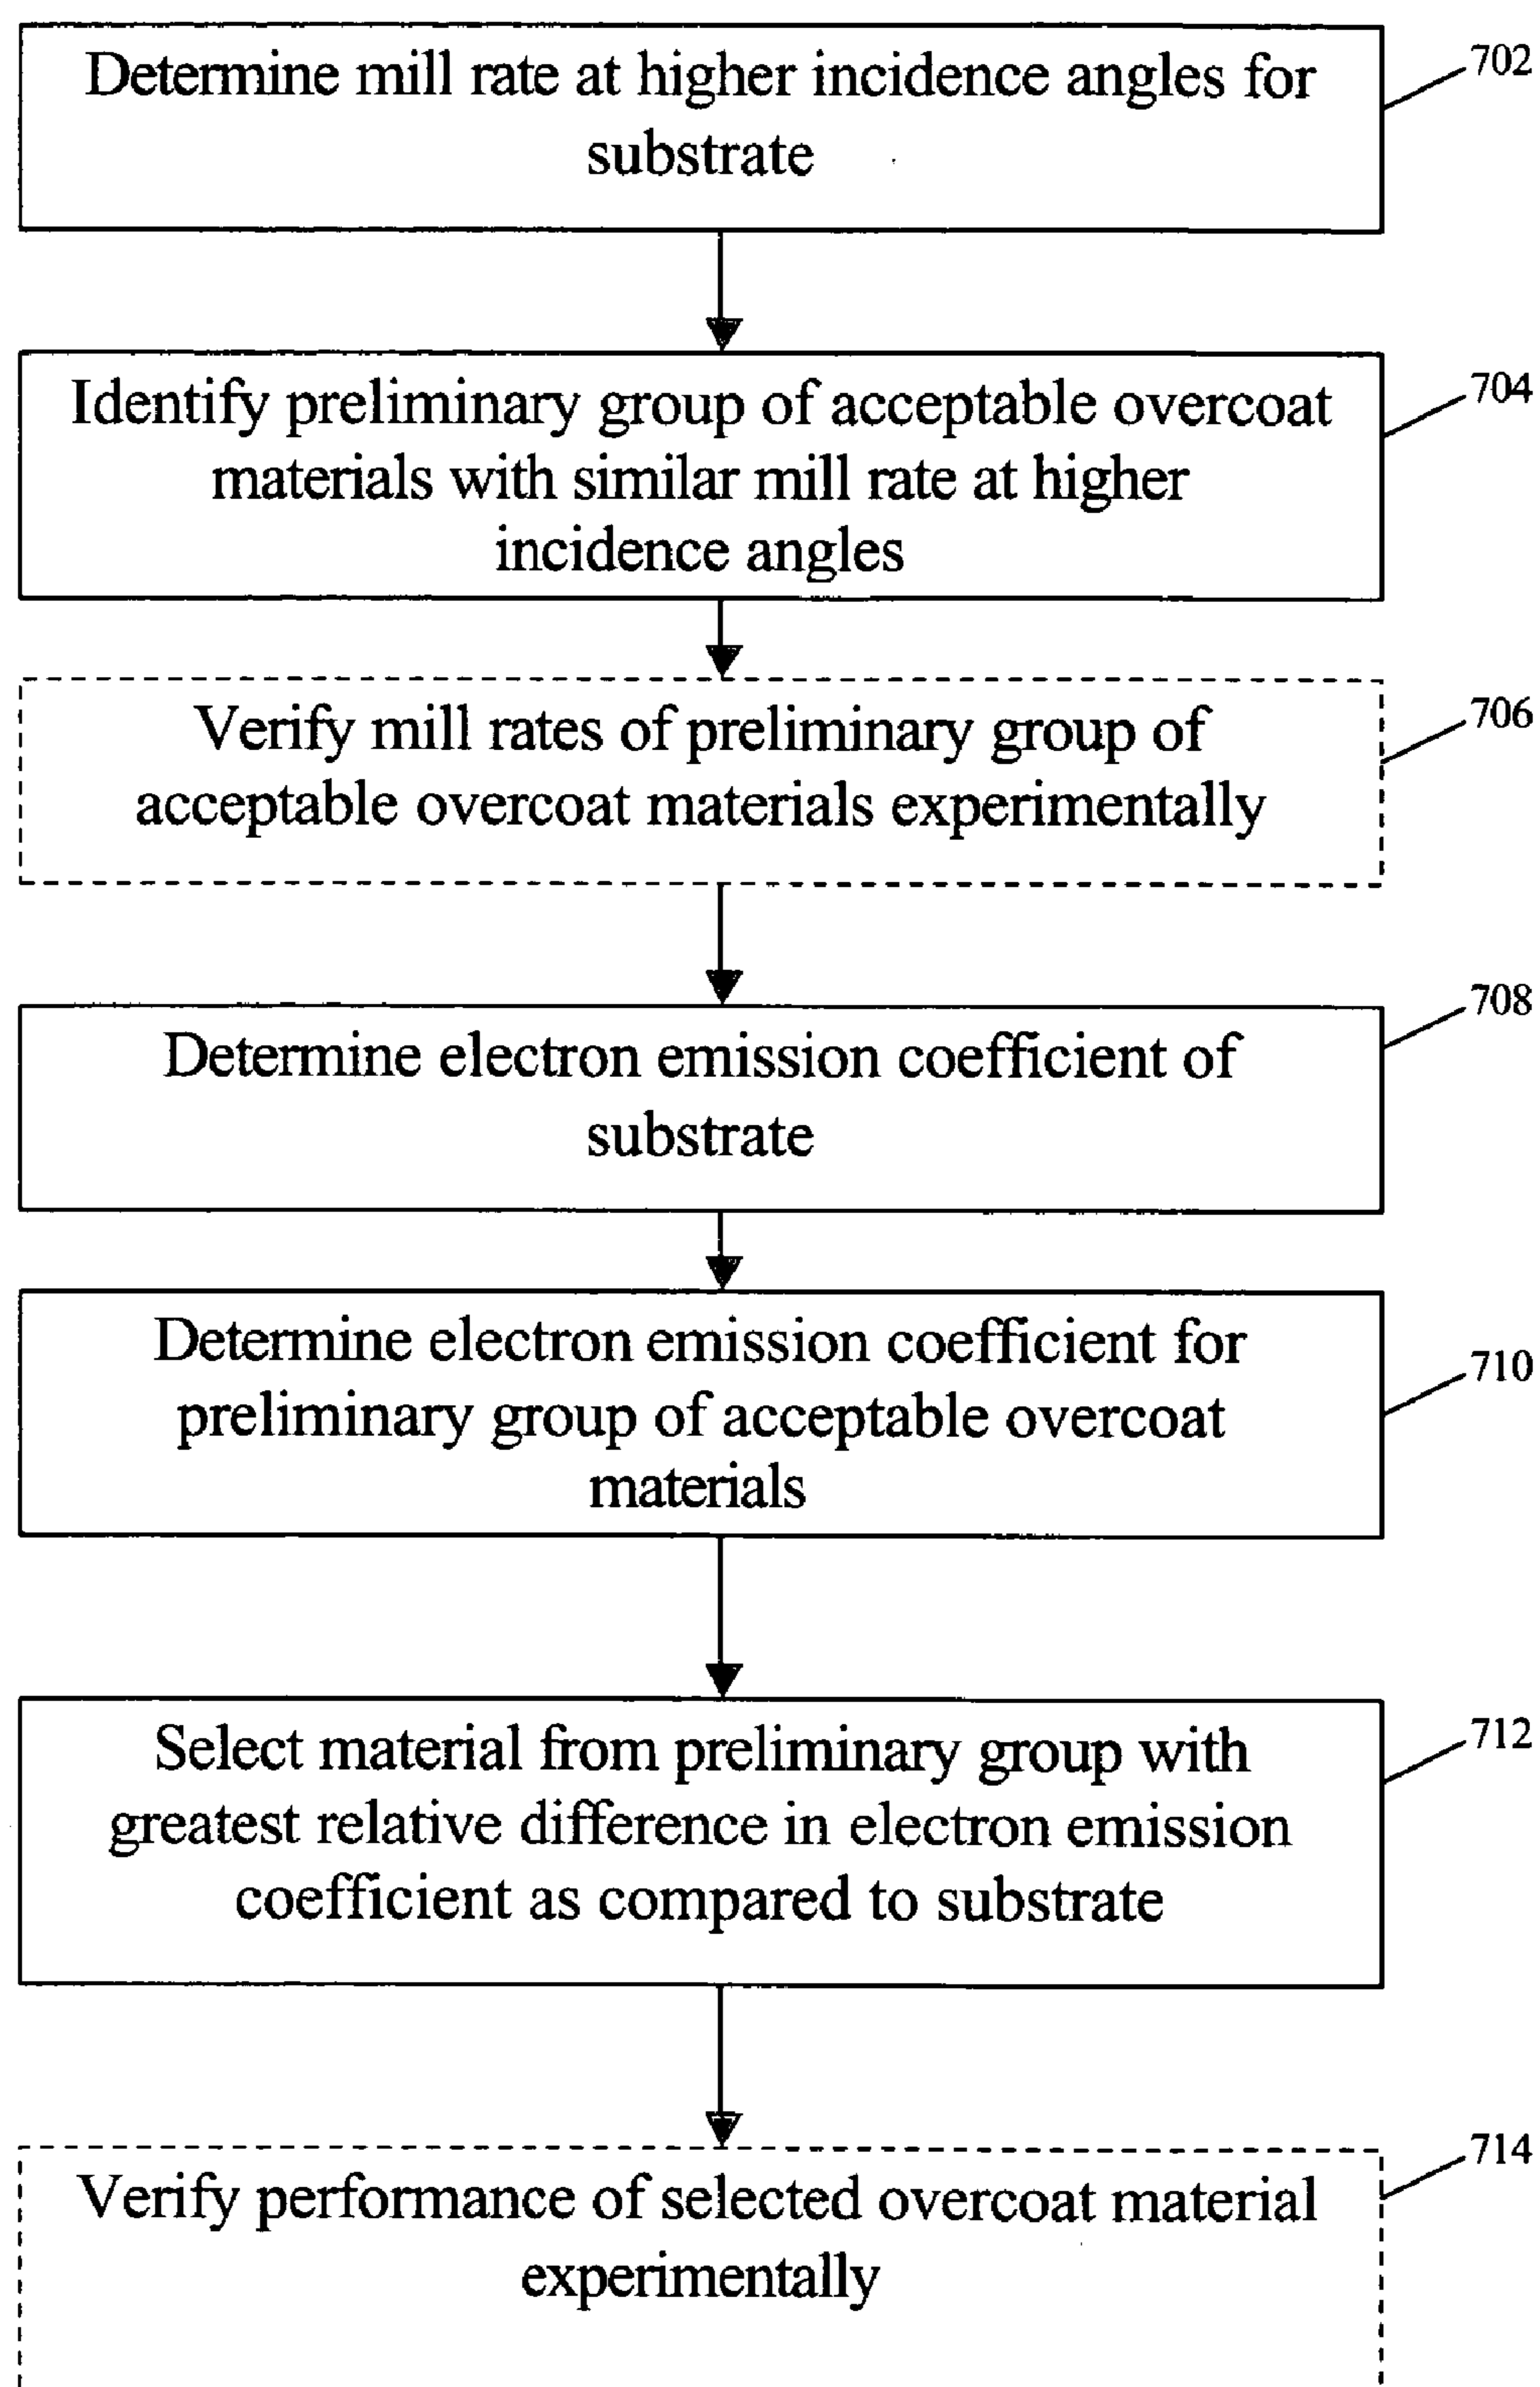 Determine mill rate at higher incidence angles for
substrate
702
Identify preliminary group of acceptable overcoat
materials with similar mill rate at higher
incidence angles
704
Verify mill rates of preliminary group of
acceptable overcoat materials experimentally
706
Determine electron emission coefficient of
substrate
708
Determine electron emission coefficient for
preliminary group of acceptable overcoat
materials
710
Select material from preliminary group with
greatest relative difference in electron emission
coefficient as compared to substrate
712
Verify performance of selected overcoat material
experimentally
714